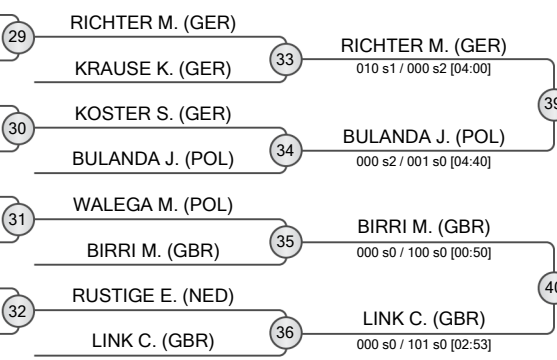 29
RICHTER M. (GER)
KRAUSE K. (GER)
33
RICHTER M. (GER)
010 s1 / 000 s2 [04:00]
39
30
KOSTER S. (GER)
BULANDA J. (POL)
34
BULANDA J. (POL)
000 s2 / 001 s0 [04:40]
31
WALEGA M. (POL)
BIRRI M. (GBR)
35
BIRRI M. (GBR)
000 s0 / 100 s0 [00:50]
40
32
RUSTIGE E. (NED)
LINK C. (GBR)
36
LINK C. (GBR)
000 s0 / 101 s0 [02:53]